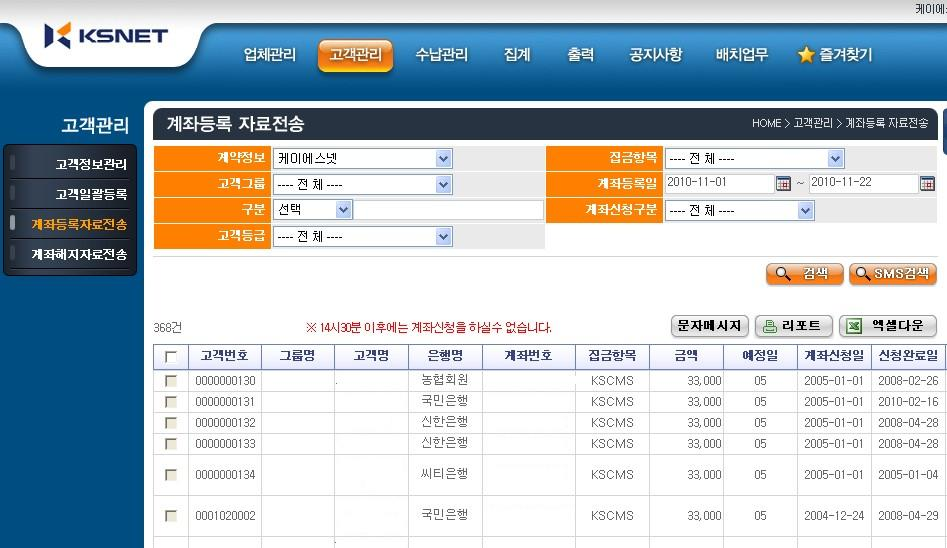 케이에
KSNET
업체관리 고객관리 수납관리 집계 출력 공지사항 배치업무 즐겨찾기
고객관리
고객정보관리
고객일괄등록
계좌등록자료전송
계좌해지자료전송
계좌등록 자료전송
HOME > 고객관리 > 계좌등록 자료전송
계약정보 케이에스넷 집금항목 ---- 전 체 ----
고객그룹 ---- 전 체 ---- 계좌등록일 2010-11-01 ~ 2010-11-22
구분 선택 계좌신청구분 ---- 전 체 ----
고객등급 ---- 전 체 ----
검색 SMS검색
368건 ※ 14시30분 이후에는 계좌신청을 하실수 없습니다. 문자메시지 리포트 엑셀다운
고객번호 그룹명 고객명 은행명 계좌번호 집금항목 금액 예정일 계좌신청일 신청완료일
0000000130 농협회원 KSCMS 33,000 05 2005-01-01 2008-02-26
0000000131 국민은행 KSCMS 33,000 05 2005-01-01 2010-02-16
0000000132 신한은행 KSCMS 33,000 05 2005-01-01 2008-04-28
0000000133 신한은행 KSCMS 33,000 05 2005-01-01 2008-04-28
0000000134 씨티은행 KSCMS 33,000 05 2005-01-01 2005-01-04
0001020002 국민은행 KSCMS 33,000 05 2004-12-24 2008-04-29